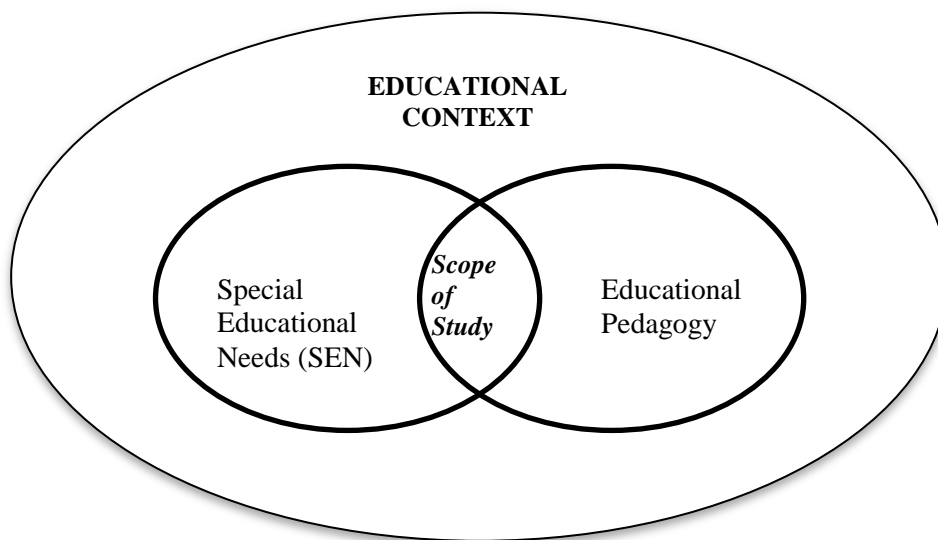 EDUCATIONAL
CONTEXT
Special
Educational
Needs (SEN)
Scope
of
Study
Educational
Pedagogy